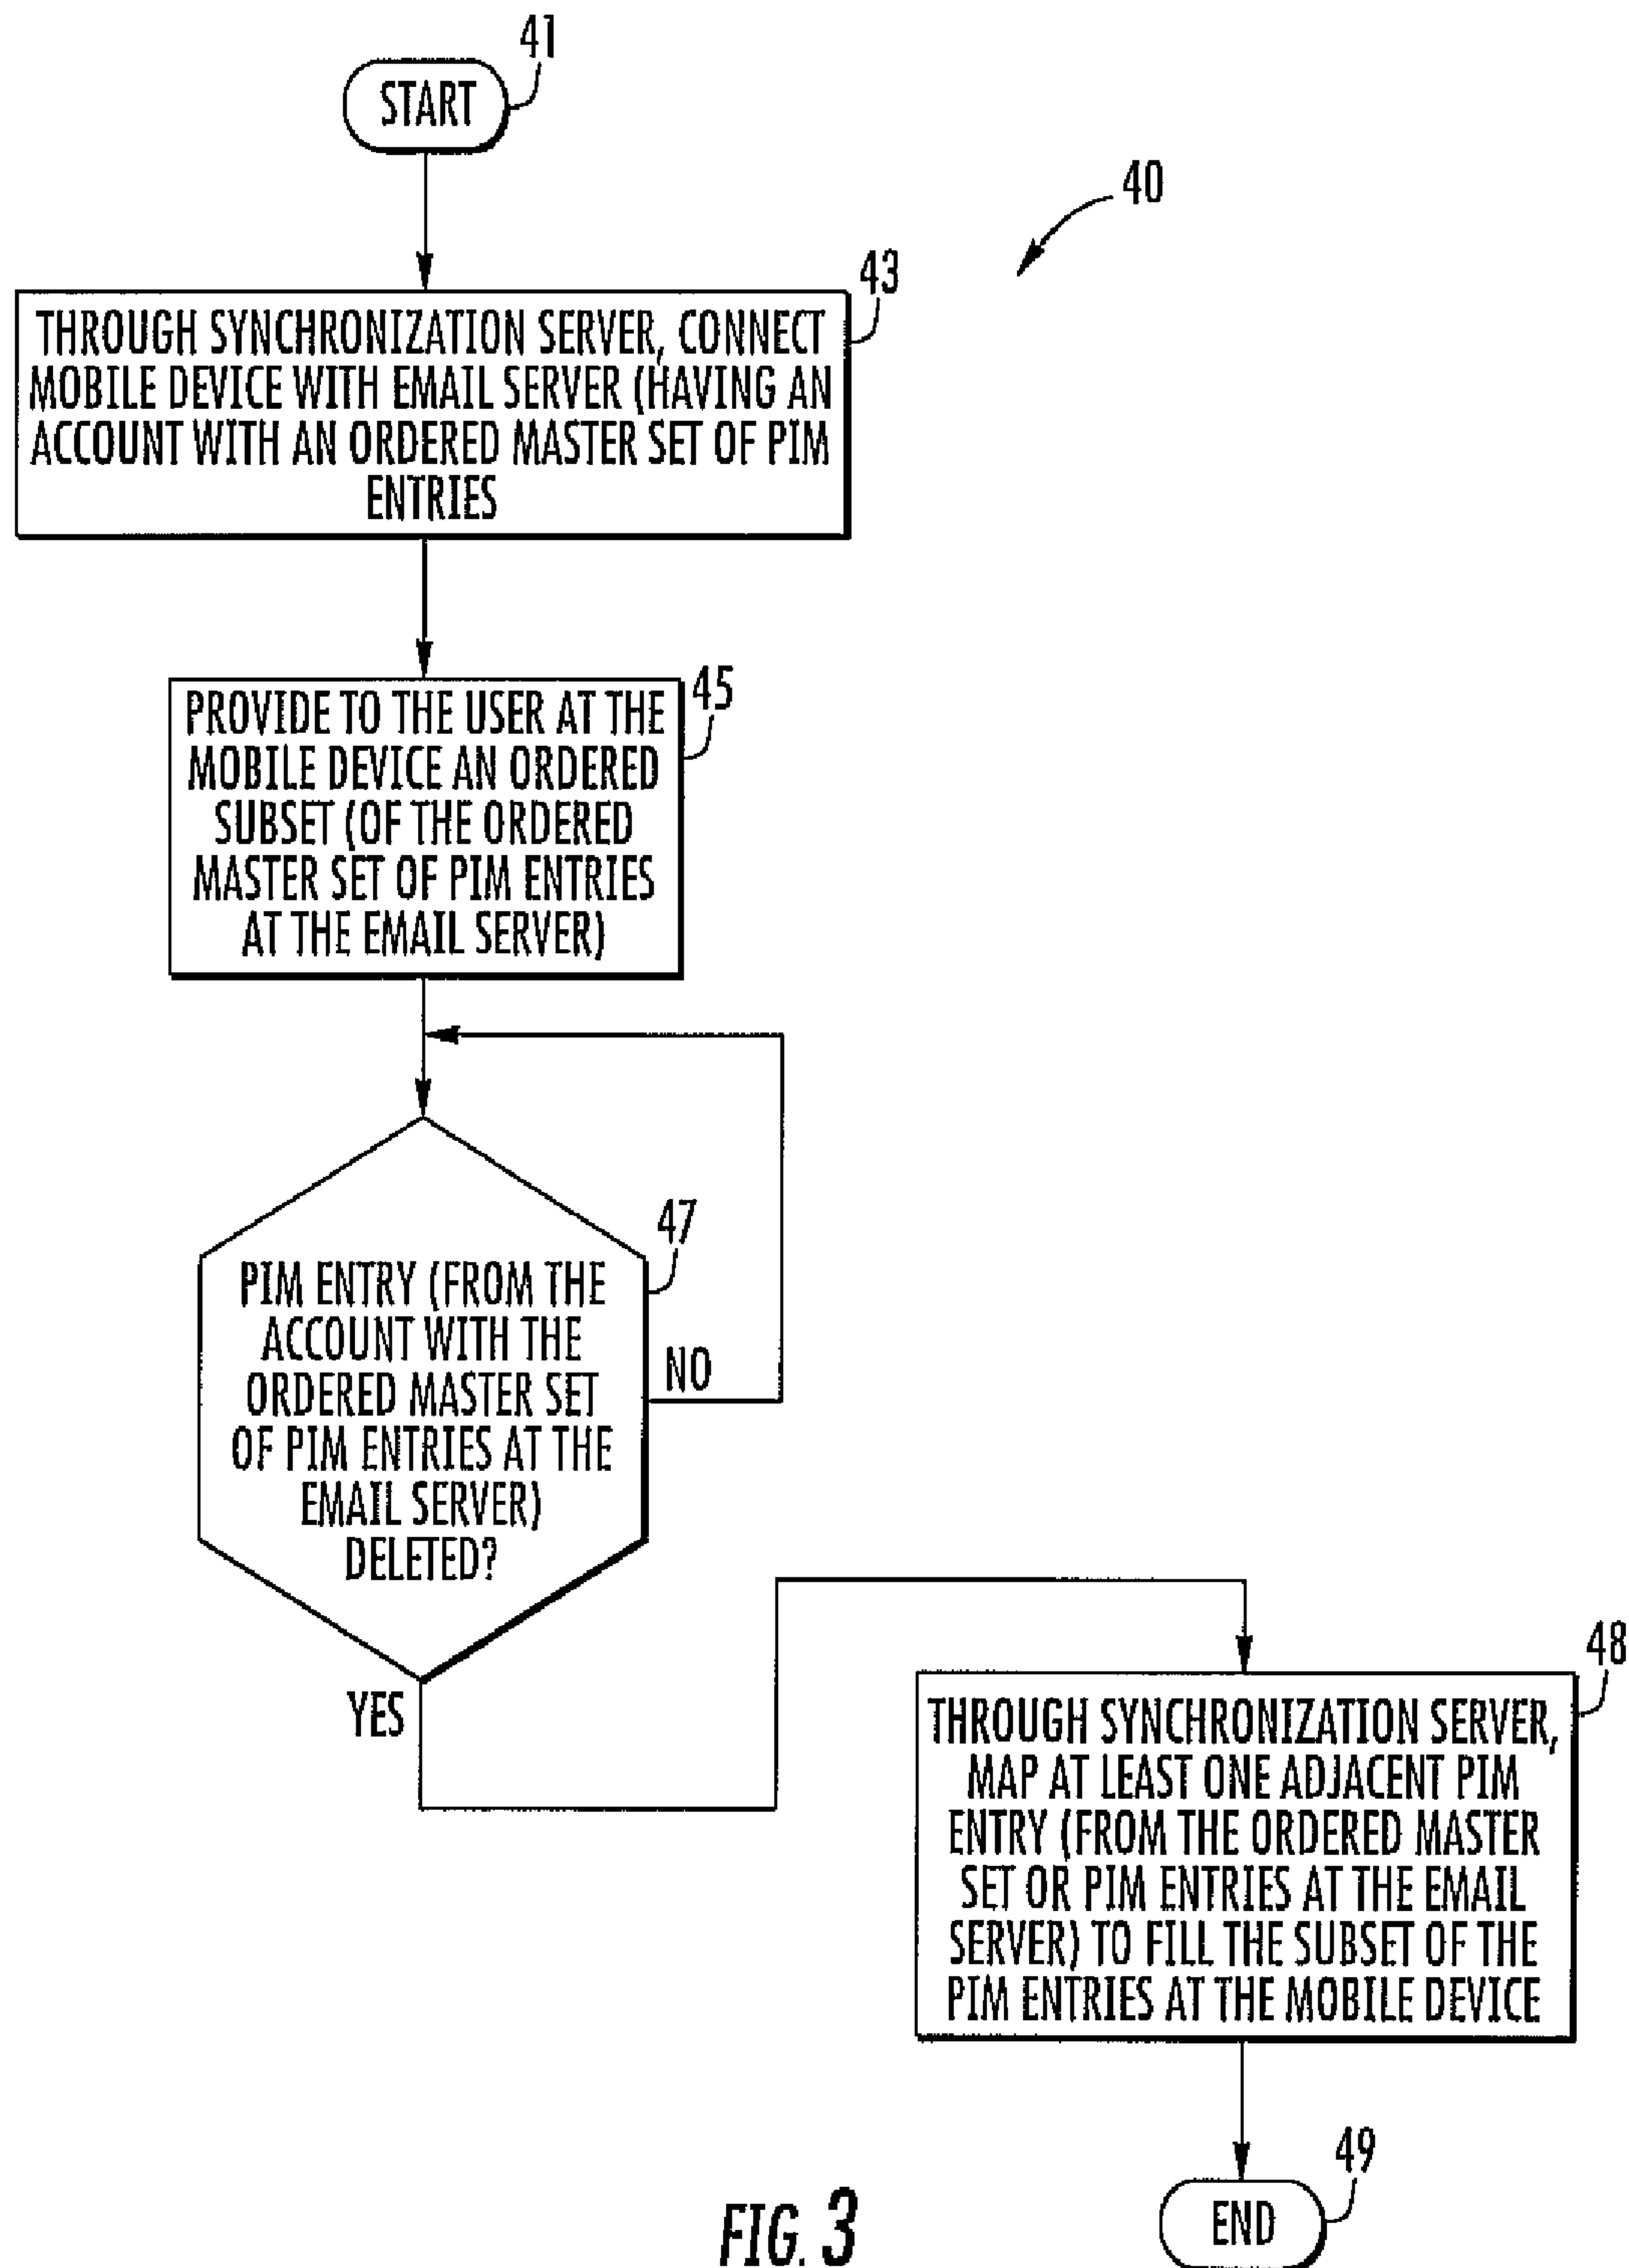 41
START
40
43
THROUGH SYNCHRONIZATION SERVER, CONNECT
MOBILE DEVICE WITH EMAIL SERVER (HAVING AN
ACCOUNT WITH AN ORDERED MASTER SET OF PIM
ENTRIES
45
PROVIDE TO THE USER AT THE
MOBILE DEVICE AN ORDERED
SUBSET (OF THE ORDERED
MASTER SET OF PIM ENTRIES
AT THE EMAIL SERVER)
47
PIM ENTRY (FROM THE
ACCOUNT WITH THE
ORDERED MASTER SET
OF PIM ENTRIES AT THE
EMAIL SERVER)
DELETED?
NO
YES
48
THROUGH SYNCHRONIZATION SERVER,
MAP AT LEAST ONE ADJACENT PIM
ENTRY (FROM THE ORDERED MASTER
SET OR PIM ENTRIES AT THE EMAIL
SERVER) TO FILL THE SUBSET OF THE
PIM ENTRIES AT THE MOBILE DEVICE
49
END
FIG. 3